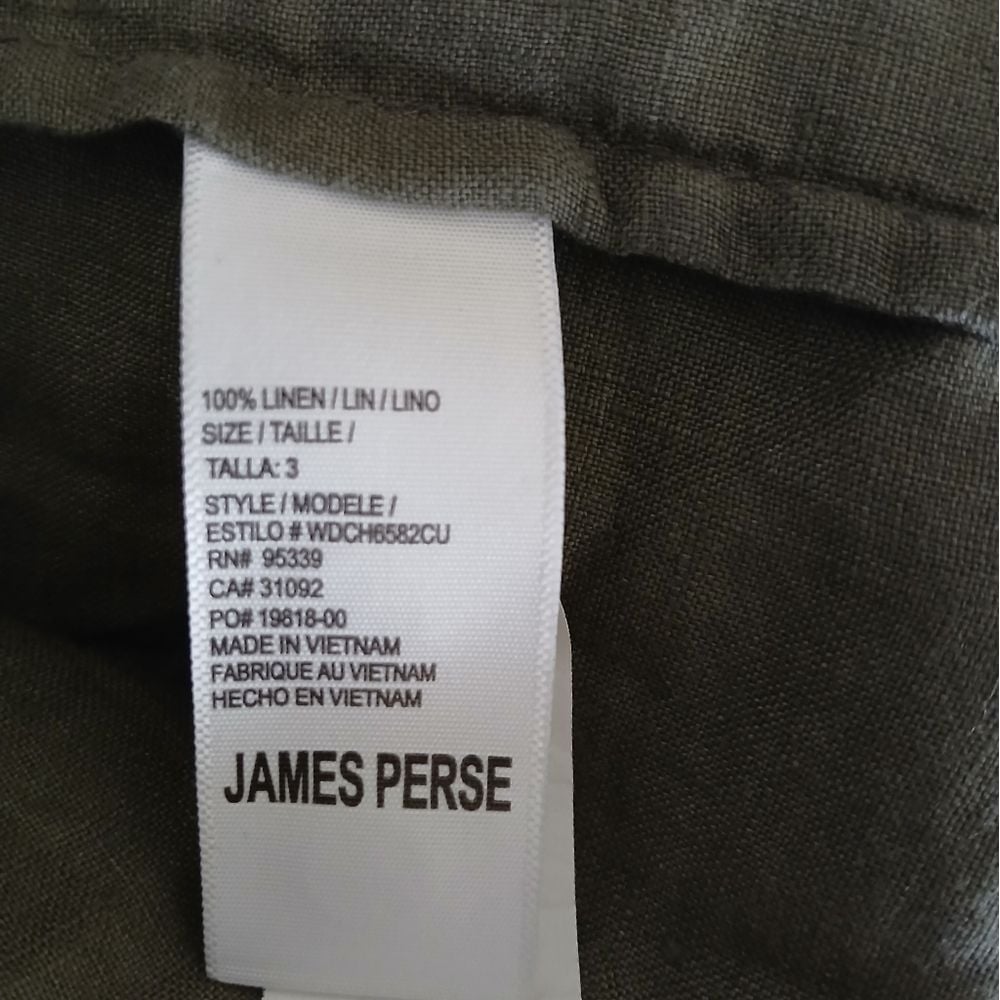 100% LINEN / LIN / LINO
SIZE / TAILLE /
TALLA: 3
STYLE / MODELE /
ESTILO # WDCH6582CU
RN# 95339
CA# 31092
PO# 19818-00
MADE IN VIETNAM
FABRIQUE AU VIETNAM
HECHO EN VIETNAM
JAMES PERSE